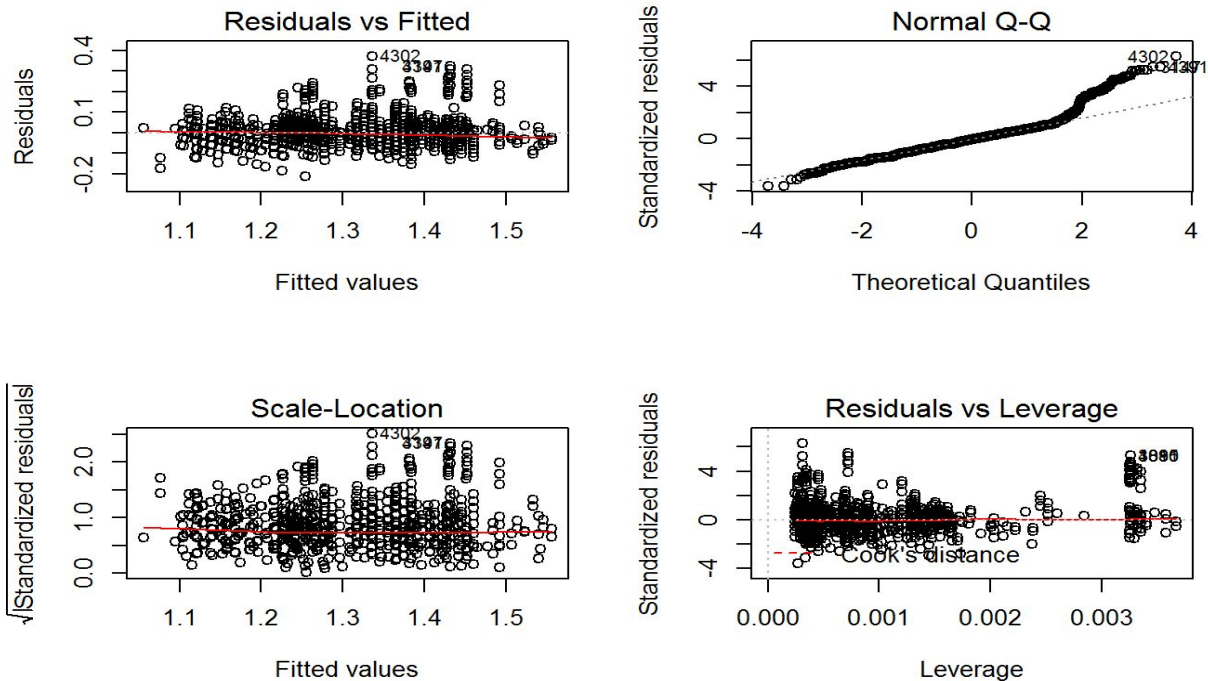 Residuals vs Fitted
Residuals
0.4
0.1
-0.2
4302
1.1 1.2 1.3 1.4 1.5
Fitted values
Normal Q-Q
Standardized residuals
4
0
-4
4302
-4 -2 0 2 4
Theoretical Quantiles
Scale-Location
√|Standardized residuals|
2.0
1.0
0.0
4302
1.1 1.2 1.3 1.4 1.5
Fitted values
Residuals vs Leverage
Standardized residuals
4
0
-4
Cook's distance
0.000 0.001 0.002 0.003
Leverage